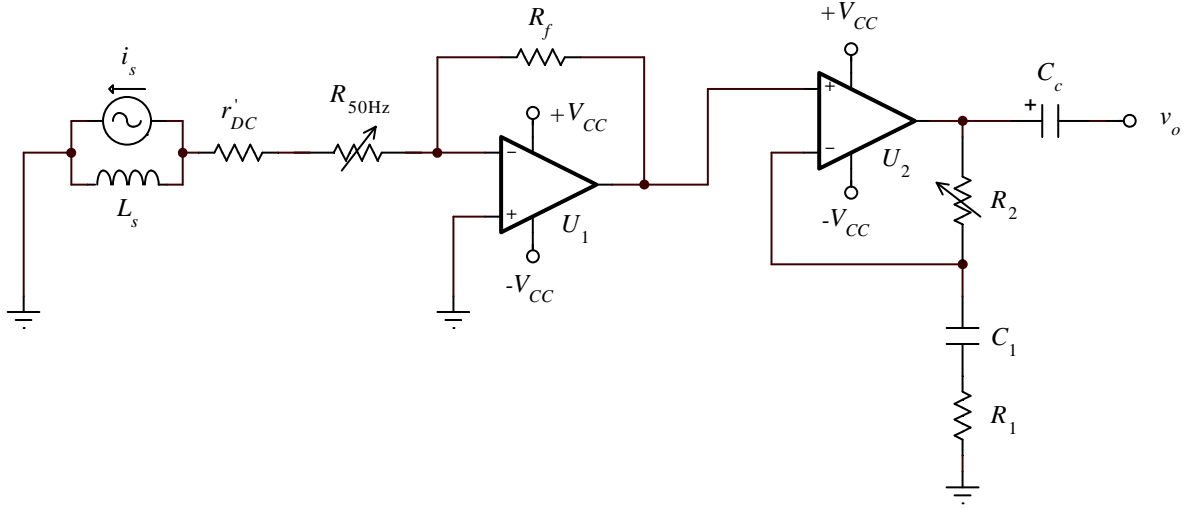 i_s
L_s
r'_DC
R_50Hz
R_f
+V_CC
−
+
U_1
-V_CC
+V_CC
+
−
U_2
-V_CC
C_c
+
v_o
R_2
C_1
R_1